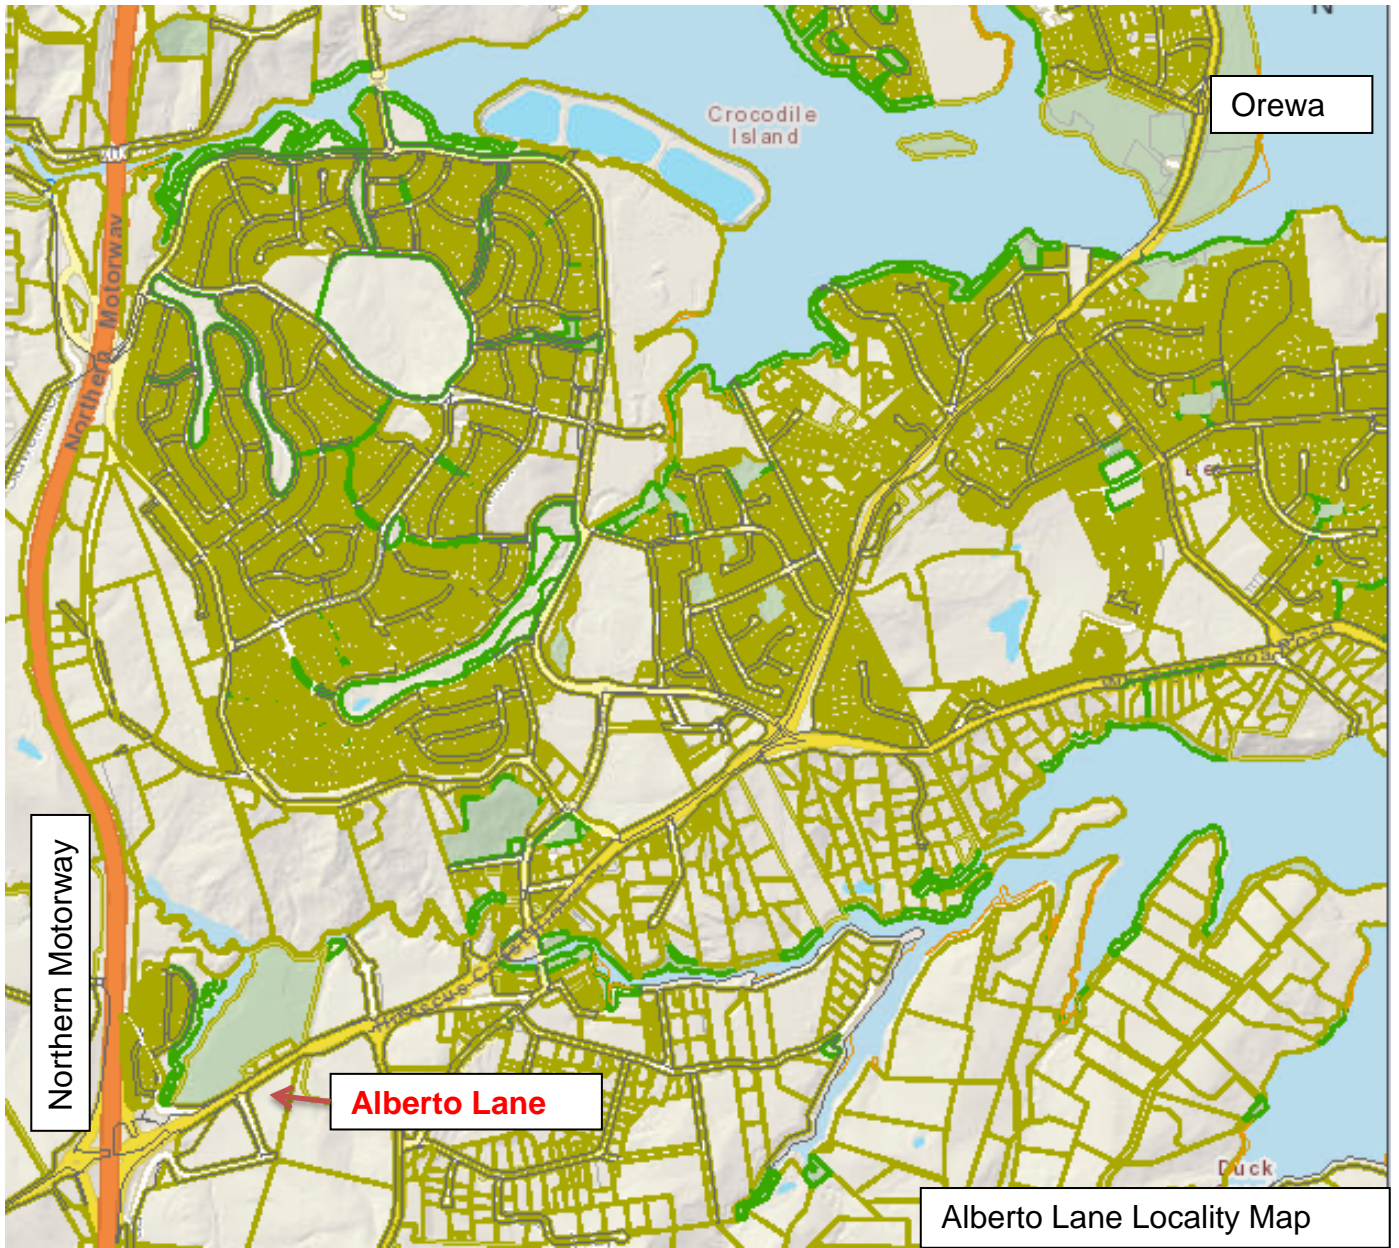 N
Orewa
Crocodile
Island
Northern Motorway
Northern Motorway
Alberto Lane
Duck
Alberto Lane Locality Map